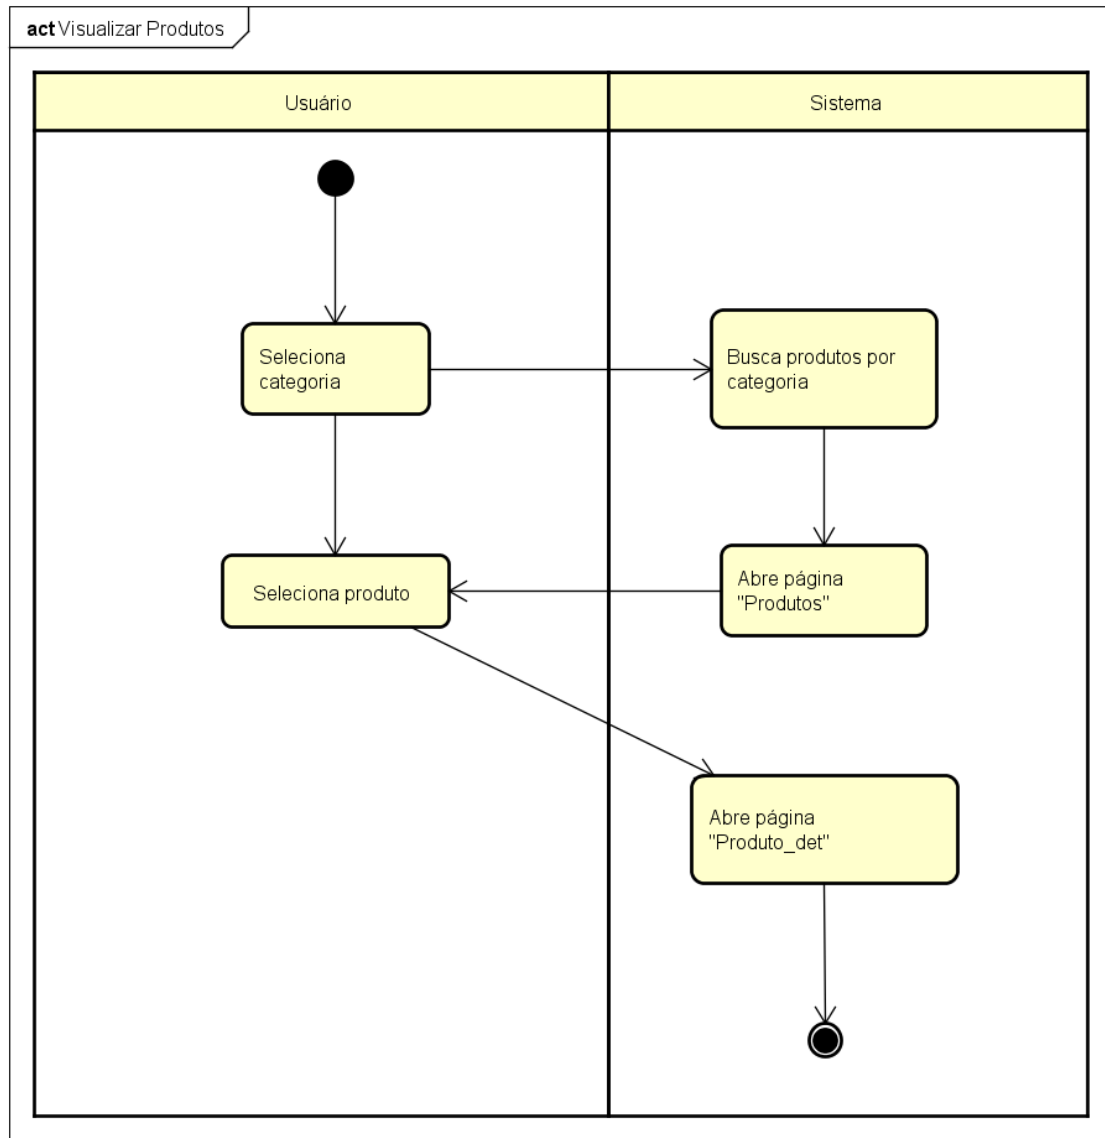 act Visualizar Produtos
Usuário
Sistema
Seleciona
categoria
Busca produtos por
categoria
Seleciona produto
Abre página
"Produtos"
Abre página
"Produto_det"